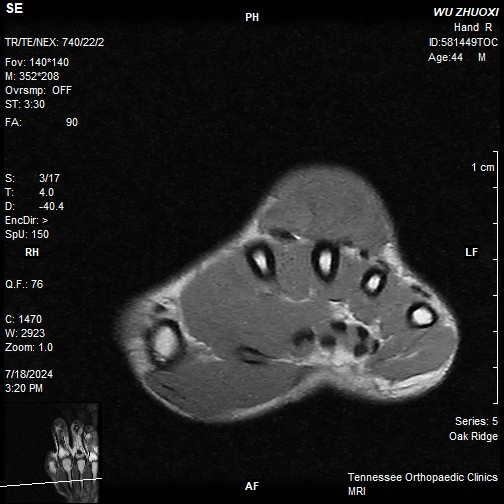 SE
PH
WU ZHUOXI
Hand R
ID:581449TOC
Age:44 M
TR/TE/NEX: 740/22/2
Fov: 140*140
M: 352*208
Ovrsmp: OFF
ST: 3:30
FA: 90
1 cm
S: 3/17
T: 4.0
D: -40.4
EncDir: >
SpU: 150
RH
LF
Q.F.: 76
C: 1470
W: 2923
Zoom: 1.0
7/18/2024
3:20 PM
Series: 5
Oak Ridge
AF
Tennessee Orthopaedic Clinics
MRI